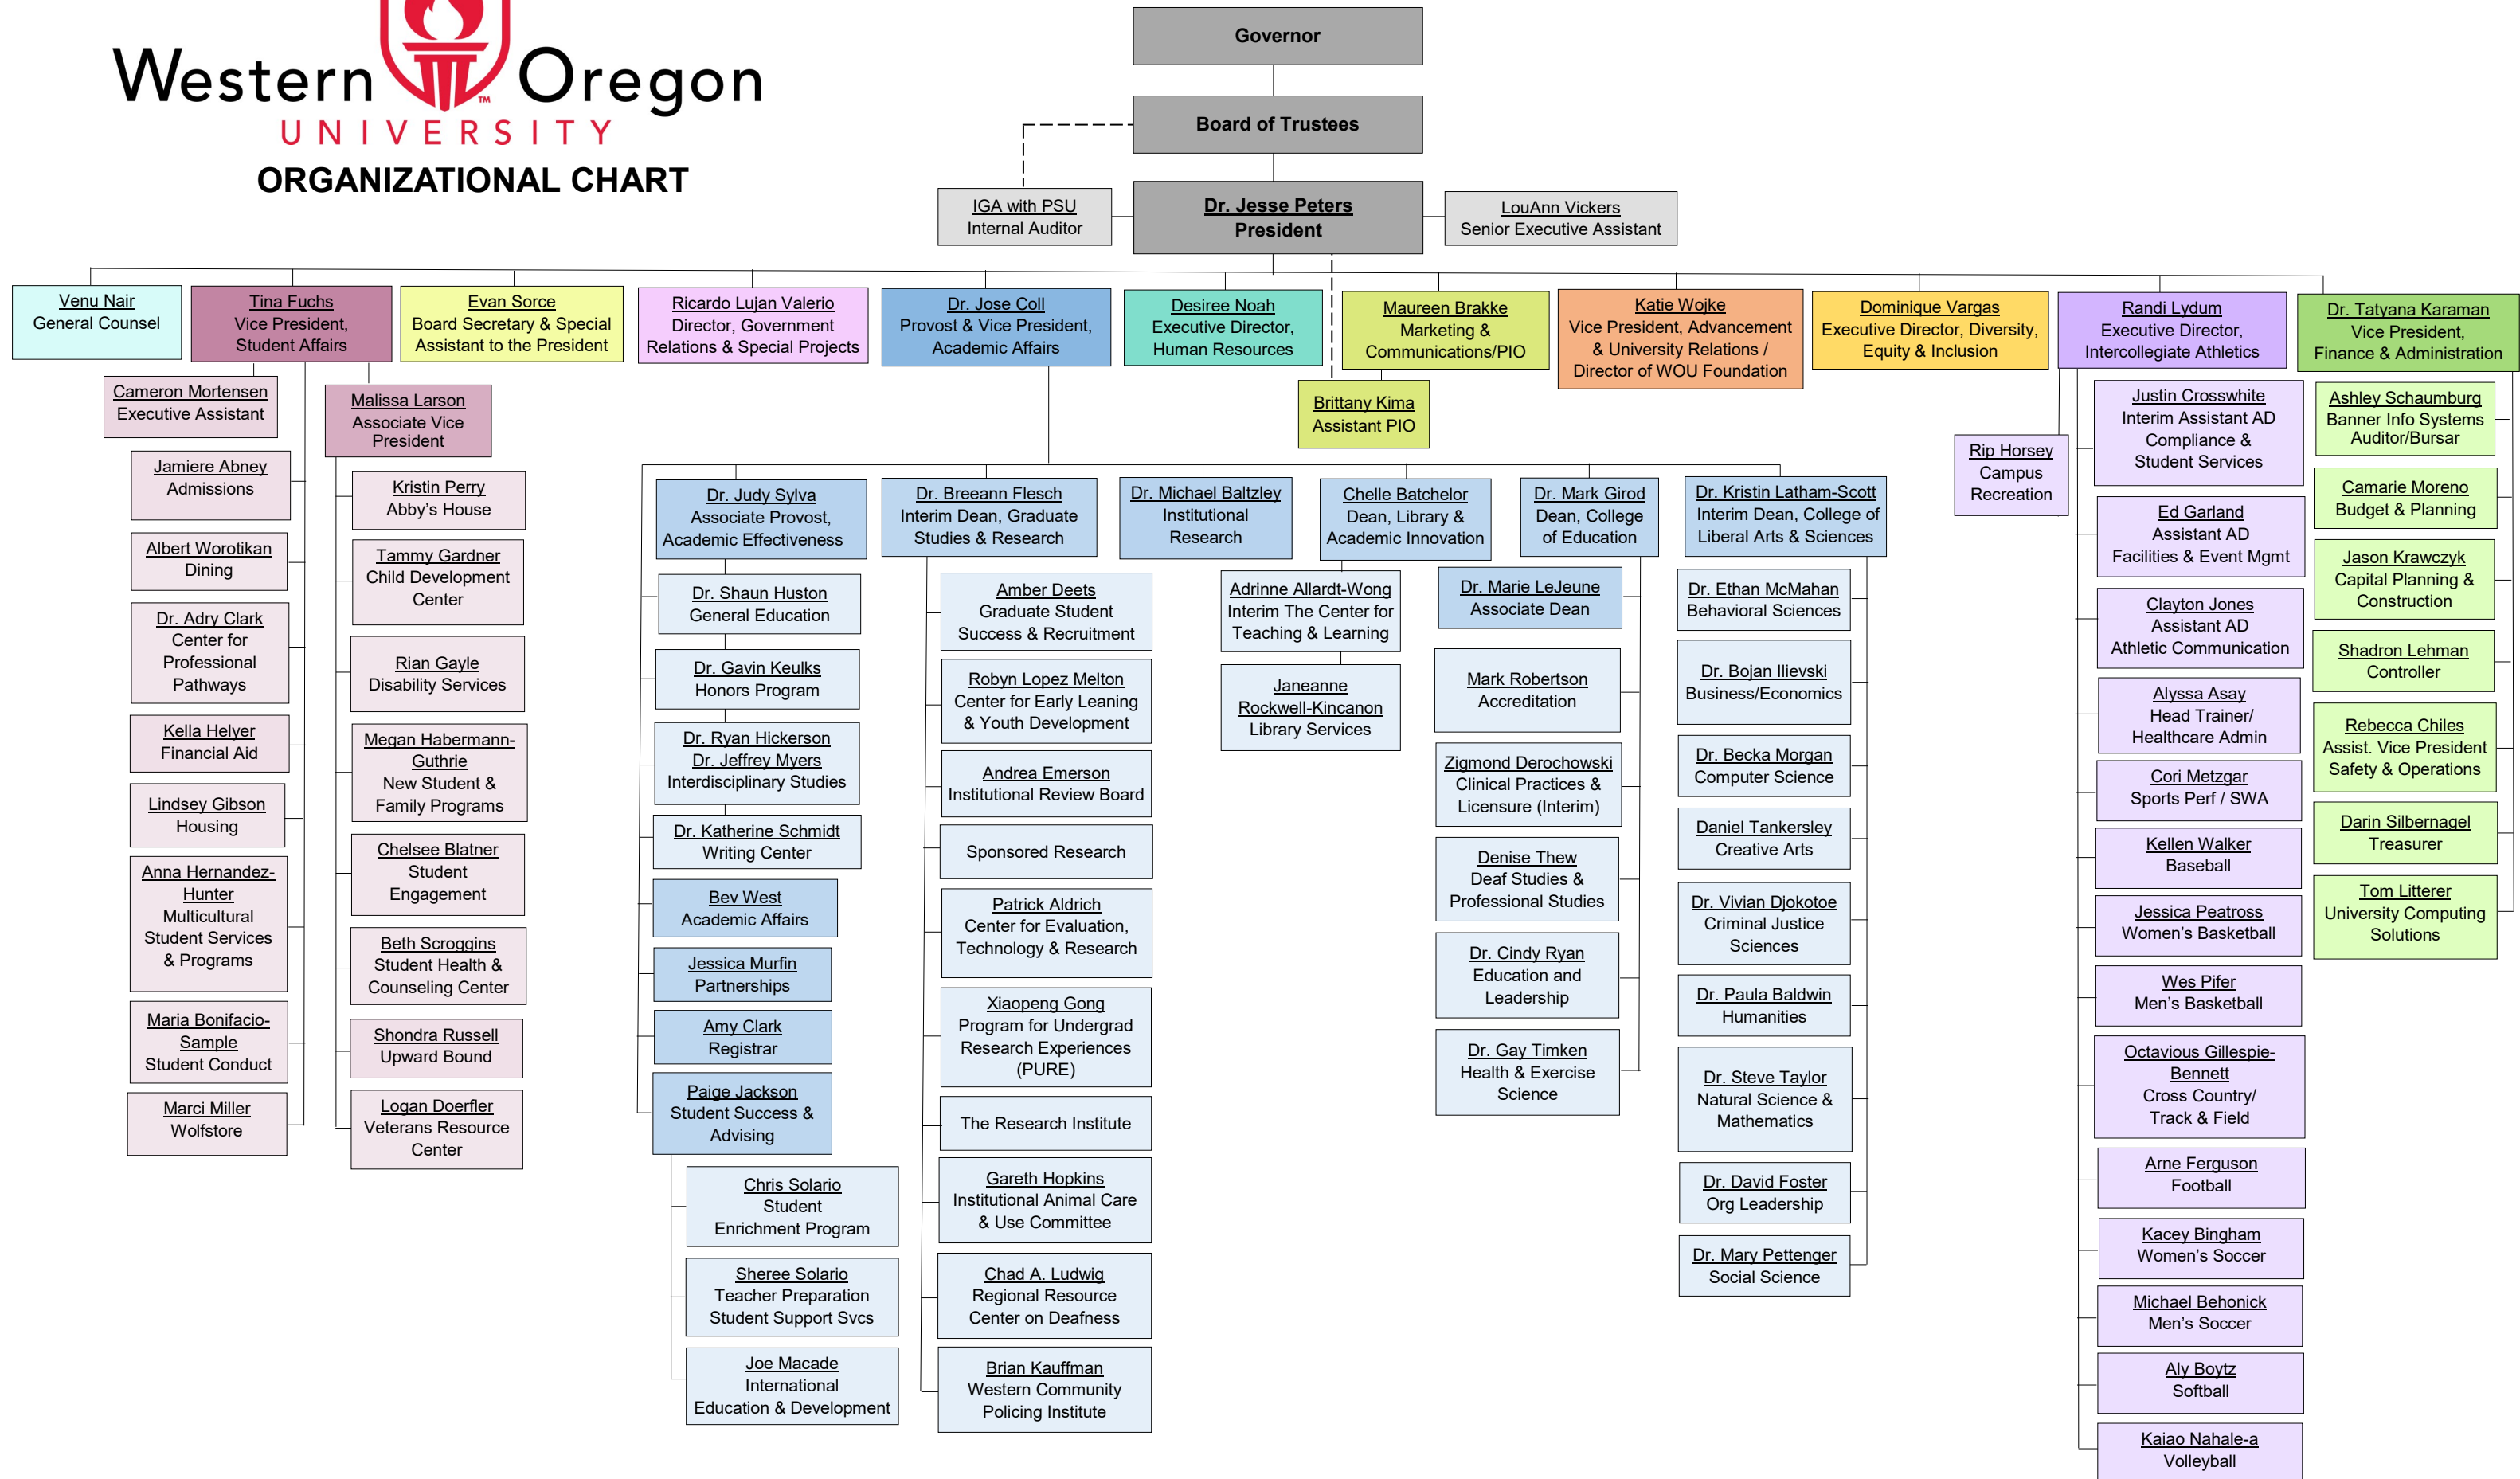 Western Oregon
TM
UNIVERSITY
ORGANIZATIONAL CHART
Governor
Board of Trustees
IGA with PSU
Internal Auditor
Dr. Jesse Peters
President
LouAnn Vickers
Senior Executive Assistant
Venu Nair
General Counsel
Tina Fuchs
Vice President,
Student Affairs
Evan Sorce
Board Secretary & Special
Assistant to the President
Ricardo Lujan Valerio
Director, Government
Relations & Special Projects
Dr. Jose Coll
Provost & Vice President,
Academic Affairs
Desiree Noah
Executive Director,
Human Resources
Maureen Brakke
Marketing &
Communications/PIO
Katie Wojke
Vice President, Advancement
& University Relations /
Director of WOU Foundation
Dominique Vargas
Executive Director, Diversity,
Equity & Inclusion
Randi Lydum
Executive Director,
Intercollegiate Athletics
Dr. Tatyana Karaman
Vice President,
Finance & Administration
Cameron Mortensen
Executive Assistant
Malissa Larson
Associate Vice
President
Brittany Kima
Assistant PIO
Jamiere Abney
Admissions
Albert Worotikan
Dining
Dr. Adry Clark
Center for
Professional
Pathways
Kella Helyer
Financial Aid
Lindsey Gibson
Housing
Anna Hernandez-
Hunter
Multicultural
Student Services
& Programs
Maria Bonifacio-
Sample
Student Conduct
Marci Miller
Wolfstore
Kristin Perry
Abby’s House
Tammy Gardner
Child Development
Center
Rian Gayle
Disability Services
Megan Habermann-
Guthrie
New Student &
Family Programs
Chelsee Blatner
Student
Engagement
Beth Scroggins
Student Health &
Counseling Center
Shondra Russell
Upward Bound
Logan Doerfler
Veterans Resource
Center
Dr. Judy Sylva
Associate Provost,
Academic Effectiveness
Dr. Shaun Huston
General Education
Dr. Gavin Keulks
Honors Program
Dr. Ryan Hickerson
Dr. Jeffrey Myers
Interdisciplinary Studies
Dr. Katherine Schmidt
Writing Center
Bev West
Academic Affairs
Jessica Murfin
Partnerships
Amy Clark
Registrar
Paige Jackson
Student Success &
Advising
Chris Solario
Student
Enrichment Program
Sheree Solario
Teacher Preparation
Student Support Svcs
Joe Macade
International
Education & Development
Dr. Breeann Flesch
Interim Dean, Graduate
Studies & Research
Amber Deets
Graduate Student
Success & Recruitment
Robyn Lopez Melton
Center for Early Leaning
& Youth Development
Andrea Emerson
Institutional Review Board
Sponsored Research
Patrick Aldrich
Center for Evaluation,
Technology & Research
Xiaopeng Gong
Program for Undergrad
Research Experiences
(PURE)
The Research Institute
Gareth Hopkins
Institutional Animal Care
& Use Committee
Chad A. Ludwig
Regional Resource
Center on Deafness
Brian Kauffman
Western Community
Policing Institute
Dr. Michael Baltzley
Institutional
Research
Chelle Batchelor
Dean, Library &
Academic Innovation
Adrinne Allardt-Wong
Interim The Center for
Teaching & Learning
Janeanne
Rockwell-Kincanon
Library Services
Dr. Mark Girod
Dean, College
of Education
Dr. Marie LeJeune
Associate Dean
Mark Robertson
Accreditation
Zigmond Derochowski
Clinical Practices &
Licensure (Interim)
Denise Thew
Deaf Studies &
Professional Studies
Dr. Cindy Ryan
Education and
Leadership
Dr. Gay Timken
Health & Exercise
Science
Dr. Kristin Latham-Scott
Interim Dean, College of
Liberal Arts & Sciences
Dr. Ethan McMahan
Behavioral Sciences
Dr. Bojan Ilievski
Business/Economics
Dr. Becka Morgan
Computer Science
Daniel Tankersley
Creative Arts
Dr. Vivian Djokotoe
Criminal Justice
Sciences
Dr. Paula Baldwin
Humanities
Dr. Steve Taylor
Natural Science &
Mathematics
Dr. David Foster
Org Leadership
Dr. Mary Pettenger
Social Science
Rip Horsey
Campus
Recreation
Justin Crosswhite
Interim Assistant AD
Compliance &
Student Services
Ed Garland
Assistant AD
Facilities & Event Mgmt
Clayton Jones
Assistant AD
Athletic Communication
Alyssa Asay
Head Trainer/
Healthcare Admin
Cori Metzgar
Sports Perf / SWA
Kellen Walker
Baseball
Jessica Peatross
Women’s Basketball
Wes Pifer
Men’s Basketball
Octavious Gillespie-
Bennett
Cross Country/
Track & Field
Arne Ferguson
Football
Kacey Bingham
Women’s Soccer
Michael Behonick
Men’s Soccer
Aly Boytz
Softball
Kaiao Nahale-a
Volleyball
Ashley Schaumburg
Banner Info Systems
Auditor/Bursar
Camarie Moreno
Budget & Planning
Jason Krawczyk
Capital Planning &
Construction
Shadron Lehman
Controller
Rebecca Chiles
Assist. Vice President
Safety & Operations
Darin Silbernagel
Treasurer
Tom Litterer
University Computing
Solutions